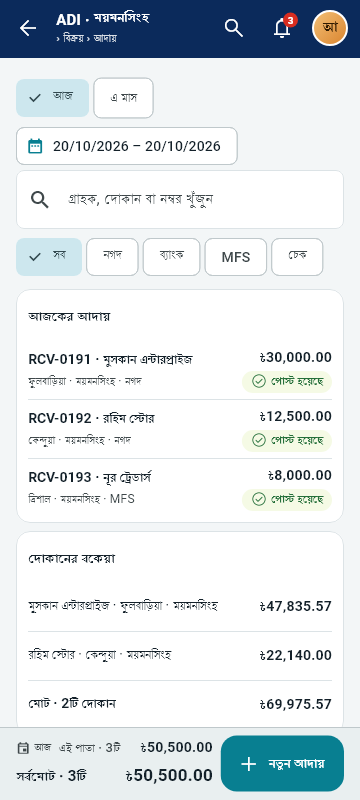 ADI · ময়মনসিংহ
› বিক্রয় › আদায়
3
আ
আজ
এ মাস
20/10/2026 – 20/10/2026
গ্রাহক, দোকান বা নম্বর খুঁজুন
সব
নগদ
ব্যাংক
MFS
চেক
আজকের আদায়
RCV-0191 · মুসকান এন্টারপ্রাইজ ৳30,000.00
ফুলবাড়িয়া · ময়মনসিংহ · নগদ পোস্ট হয়েছে
RCV-0192 · রহিম স্টোর ৳12,500.00
কেন্দুয়া · ময়মনসিংহ · নগদ পোস্ট হয়েছে
RCV-0193 · নূর ট্রেডার্স ৳8,000.00
ত্রিশাল · ময়মনসিংহ · MFS পোস্ট হয়েছে
দোকানের বকেয়া
মুসকান এন্টারপ্রাইজ · ফুলবাড়িয়া · ময়মনসিংহ ৳47,835.57
রহিম স্টোর · কেন্দুয়া · ময়মনসিংহ ৳22,140.00
মোট · 2টি দোকান ৳69,975.57
আজ এই পাতা · 3টি ৳50,500.00
সর্বমোট · 3টি ৳50,500.00
নতুন আদায়